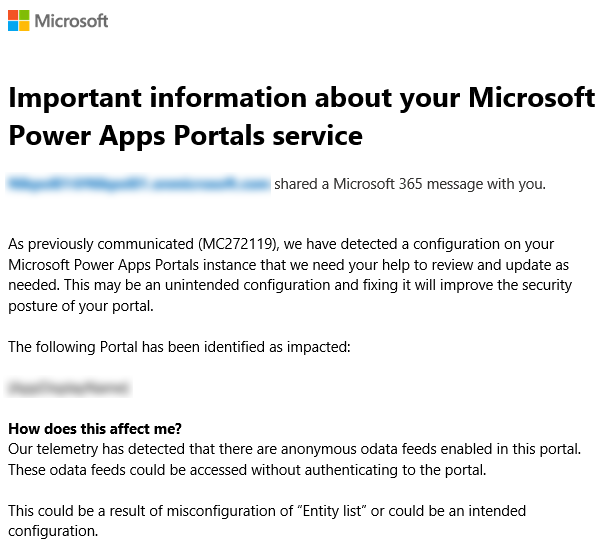 Microsoft
Important information about your Microsoft
Power Apps Portals service
shared a Microsoft 365 message with you.
As previously communicated (MC272119), we have detected a configuration on your
Microsoft Power Apps Portals instance that we need your help to review and update as
needed. This may be an unintended configuration and fixing it will improve the security
posture of your portal.
The following Portal has been identified as impacted:
How does this affect me?
Our telemetry has detected that there are anonymous odata feeds enabled in this portal.
These odata feeds could be accessed without authenticating to the portal.
This could be a result of misconfiguration of “Entity list” or could be an intended
configuration.